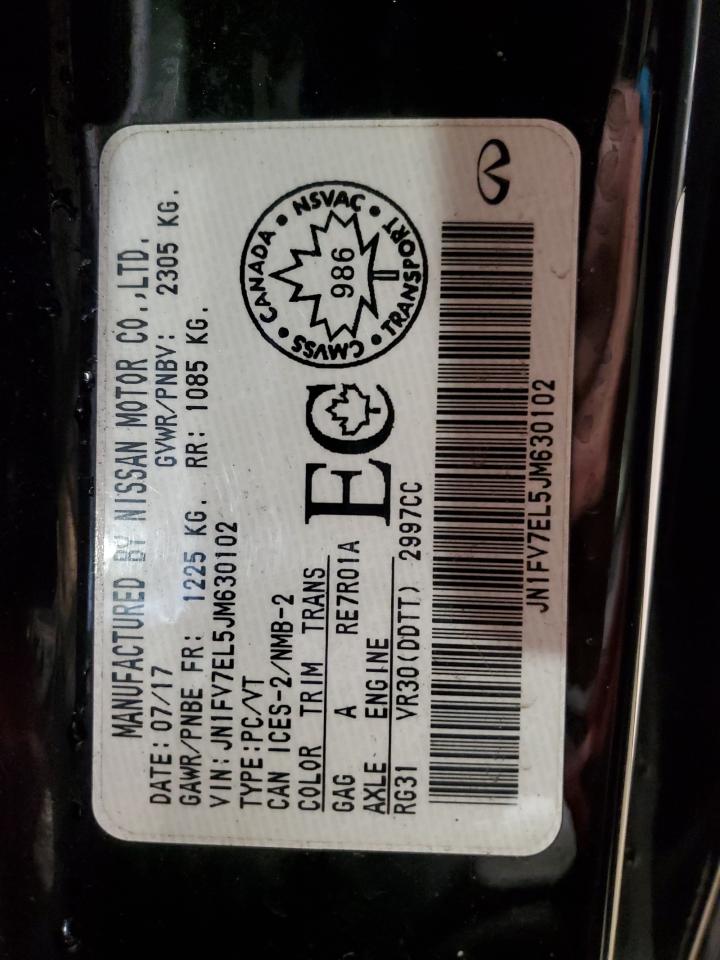 MANUFACTURED BY NISSAN MOTOR CO.,LTD.
DATE: 07/17 GVWR/PNBV: 2305 KG.
GAWR/PNBE FR: 1225 KG. RR: 1085 KG.
VIN: JN1FV7EL5JM630102
TYPE:PC/VT
CAN ICES-2/NMB-2
COLOR TRIM TRANS
GAG A RE7R01A
AXLE ENGINE
RG31 VR30(DDTT) 2997CC
EC
CANADA • NSVAC • TRANSPORT • CMVSS •
986
JN1FV7EL5JM630102